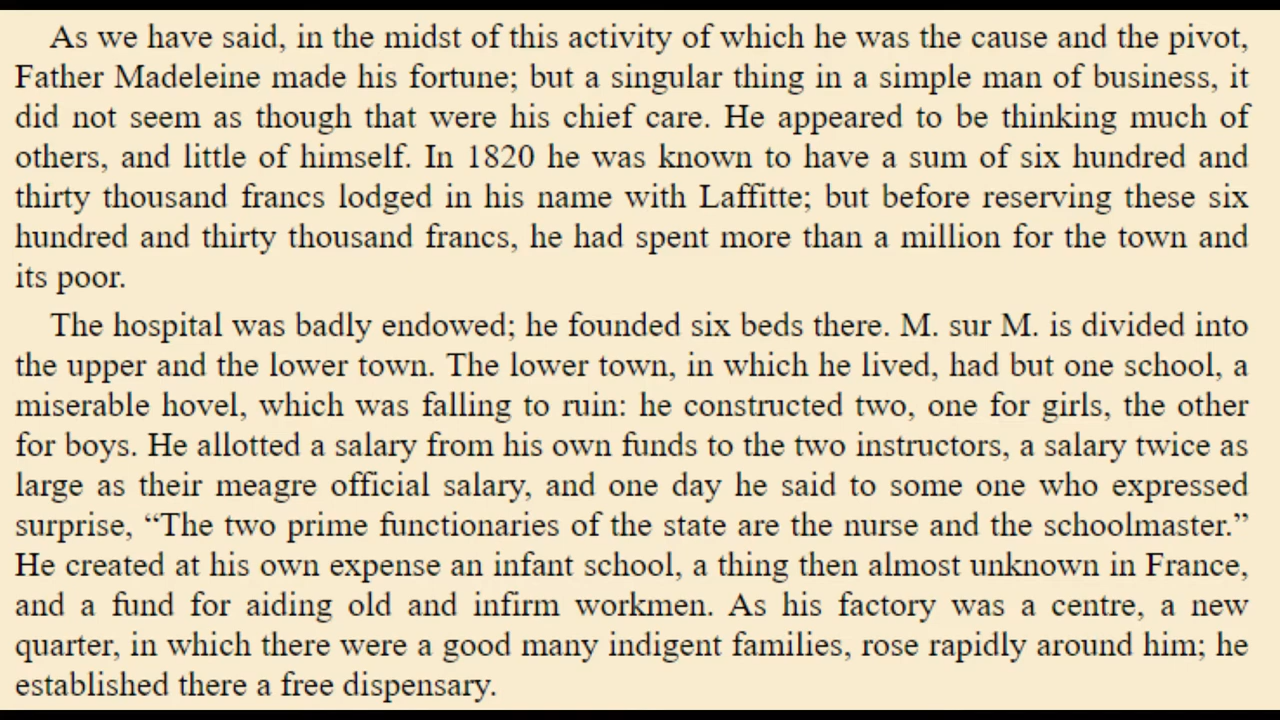 As we have said, in the midst of this activity of which he was the cause and the pivot,
Father Madeleine made his fortune; but a singular thing in a simple man of business, it
did not seem as though that were his chief care. He appeared to be thinking much of
others, and little of himself. In 1820 he was known to have a sum of six hundred and
thirty thousand francs lodged in his name with Laffitte; but before reserving these six
hundred and thirty thousand francs, he had spent more than a million for the town and
its poor.
The hospital was badly endowed; he founded six beds there. M. sur M. is divided into
the upper and the lower town. The lower town, in which he lived, had but one school, a
miserable hovel, which was falling to ruin: he constructed two, one for girls, the other
for boys. He allotted a salary from his own funds to the two instructors, a salary twice as
large as their meagre official salary, and one day he said to some one who expressed
surprise, “The two prime functionaries of the state are the nurse and the schoolmaster.”
He created at his own expense an infant school, a thing then almost unknown in France,
and a fund for aiding old and infirm workmen. As his factory was a centre, a new
quarter, in which there were a good many indigent families, rose rapidly around him; he
established there a free dispensary.